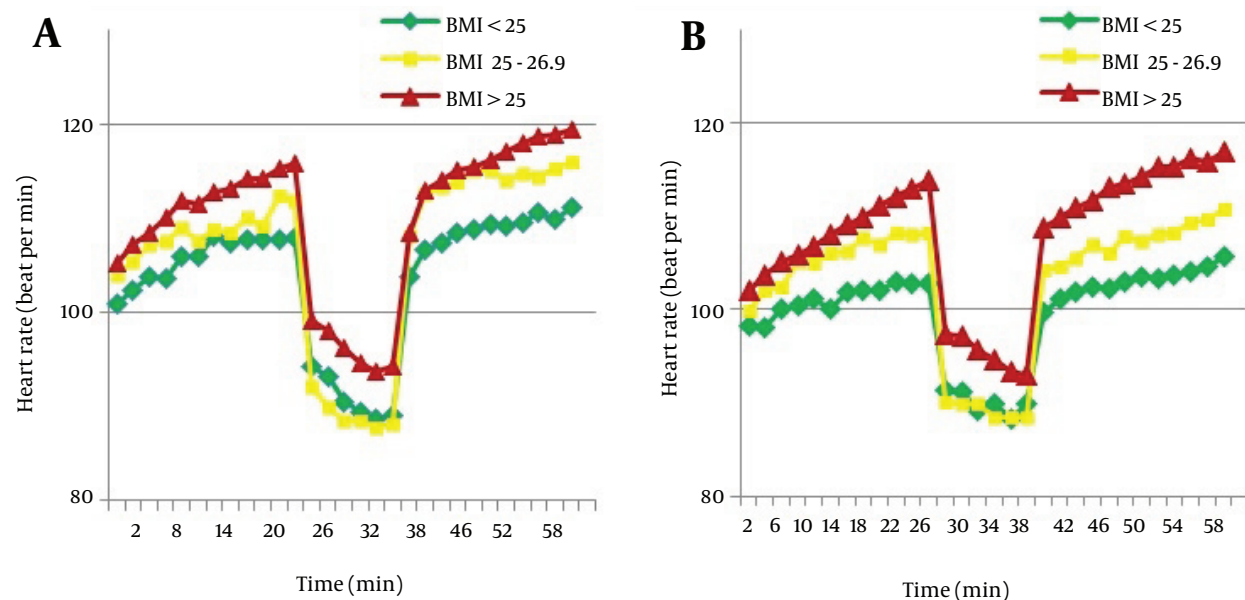 A
BMI < 25
BMI 25 - 26.9
BMI > 25
120
100
80
Heart rate (beat per min)
2 8 14 20 26 32 38 46 52 58
Time (min)
B
BMI < 25
BMI 25 - 26.9
BMI > 25
120
100
80
Heart rate (beat per min)
2 6 10 14 18 22 26 30 34 38 42 46 50 54 58
Time (min)